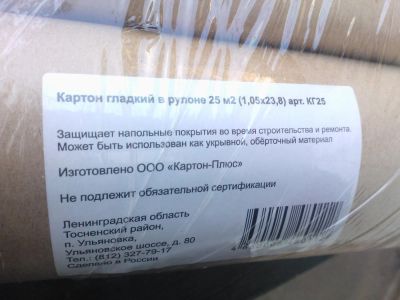 Картон гладкий в рулоне 25 м2 (1,05х23,8) арт. КГ25
Защищает напольные покрытия во время строительства и ремонта.
Может быть использован как укрывной, обёрточный материал
Изготовлено ООО «Картон-Плюс»
Не подлежит обязательной сертификации
Ленинградская область
Тосненский район,
п. Ульяновка,
Ульяновское шоссе, д. 80
Тел: (812) 327-79-17
Сделано в России